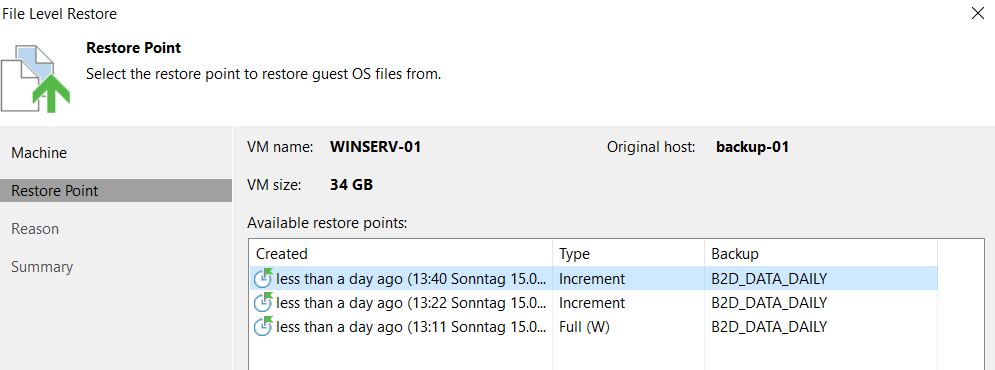 File Level Restore
Restore Point
Select the restore point to restore guest OS files from.
Machine
Restore Point
Reason
Summary
VM name: WINSERV-01 Original host: backup-01
VM size: 34 GB
Available restore points:
Created Type Backup
less than a day ago (13:40 Sonntag 15.0... Increment B2D_DATA_DAILY
less than a day ago (13:22 Sonntag 15.0... Increment B2D_DATA_DAILY
less than a day ago (13:11 Sonntag 15.0... Full (W) B2D_DATA_DAILY